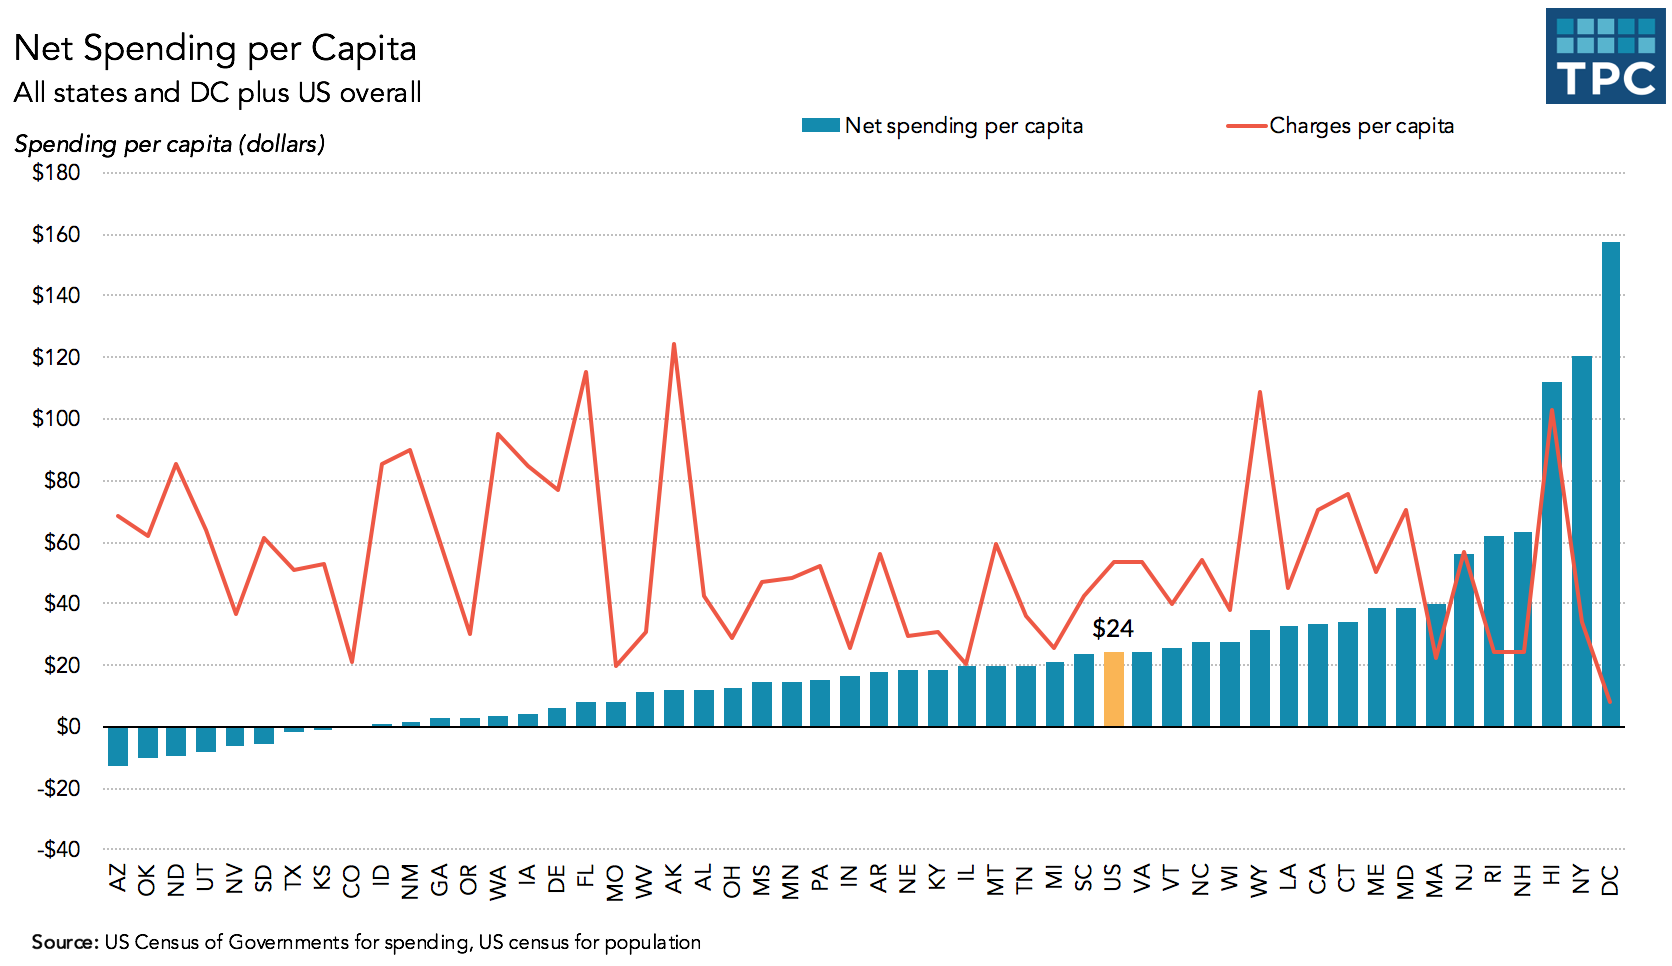 Net Spending per Capita
All states and DC plus US overall
TPC
Net spending per capita
Charges per capita
Spending per capita (dollars)
$180
$160
$140
$120
$100
$80
$60
$40
$24
$20
$0
-$20
-$40
AZ OK ND UT NV SD TX KS CO ID NM GA OR WA IA DE FL MO WV AK AL OH MS MN PA IN AR NE KY IL MT TN MI SC US VA VT NC WI WY LA CA CT ME MD MA NJ RI NH HI NY DC
Source: US Census of Governments for spending, US census for population